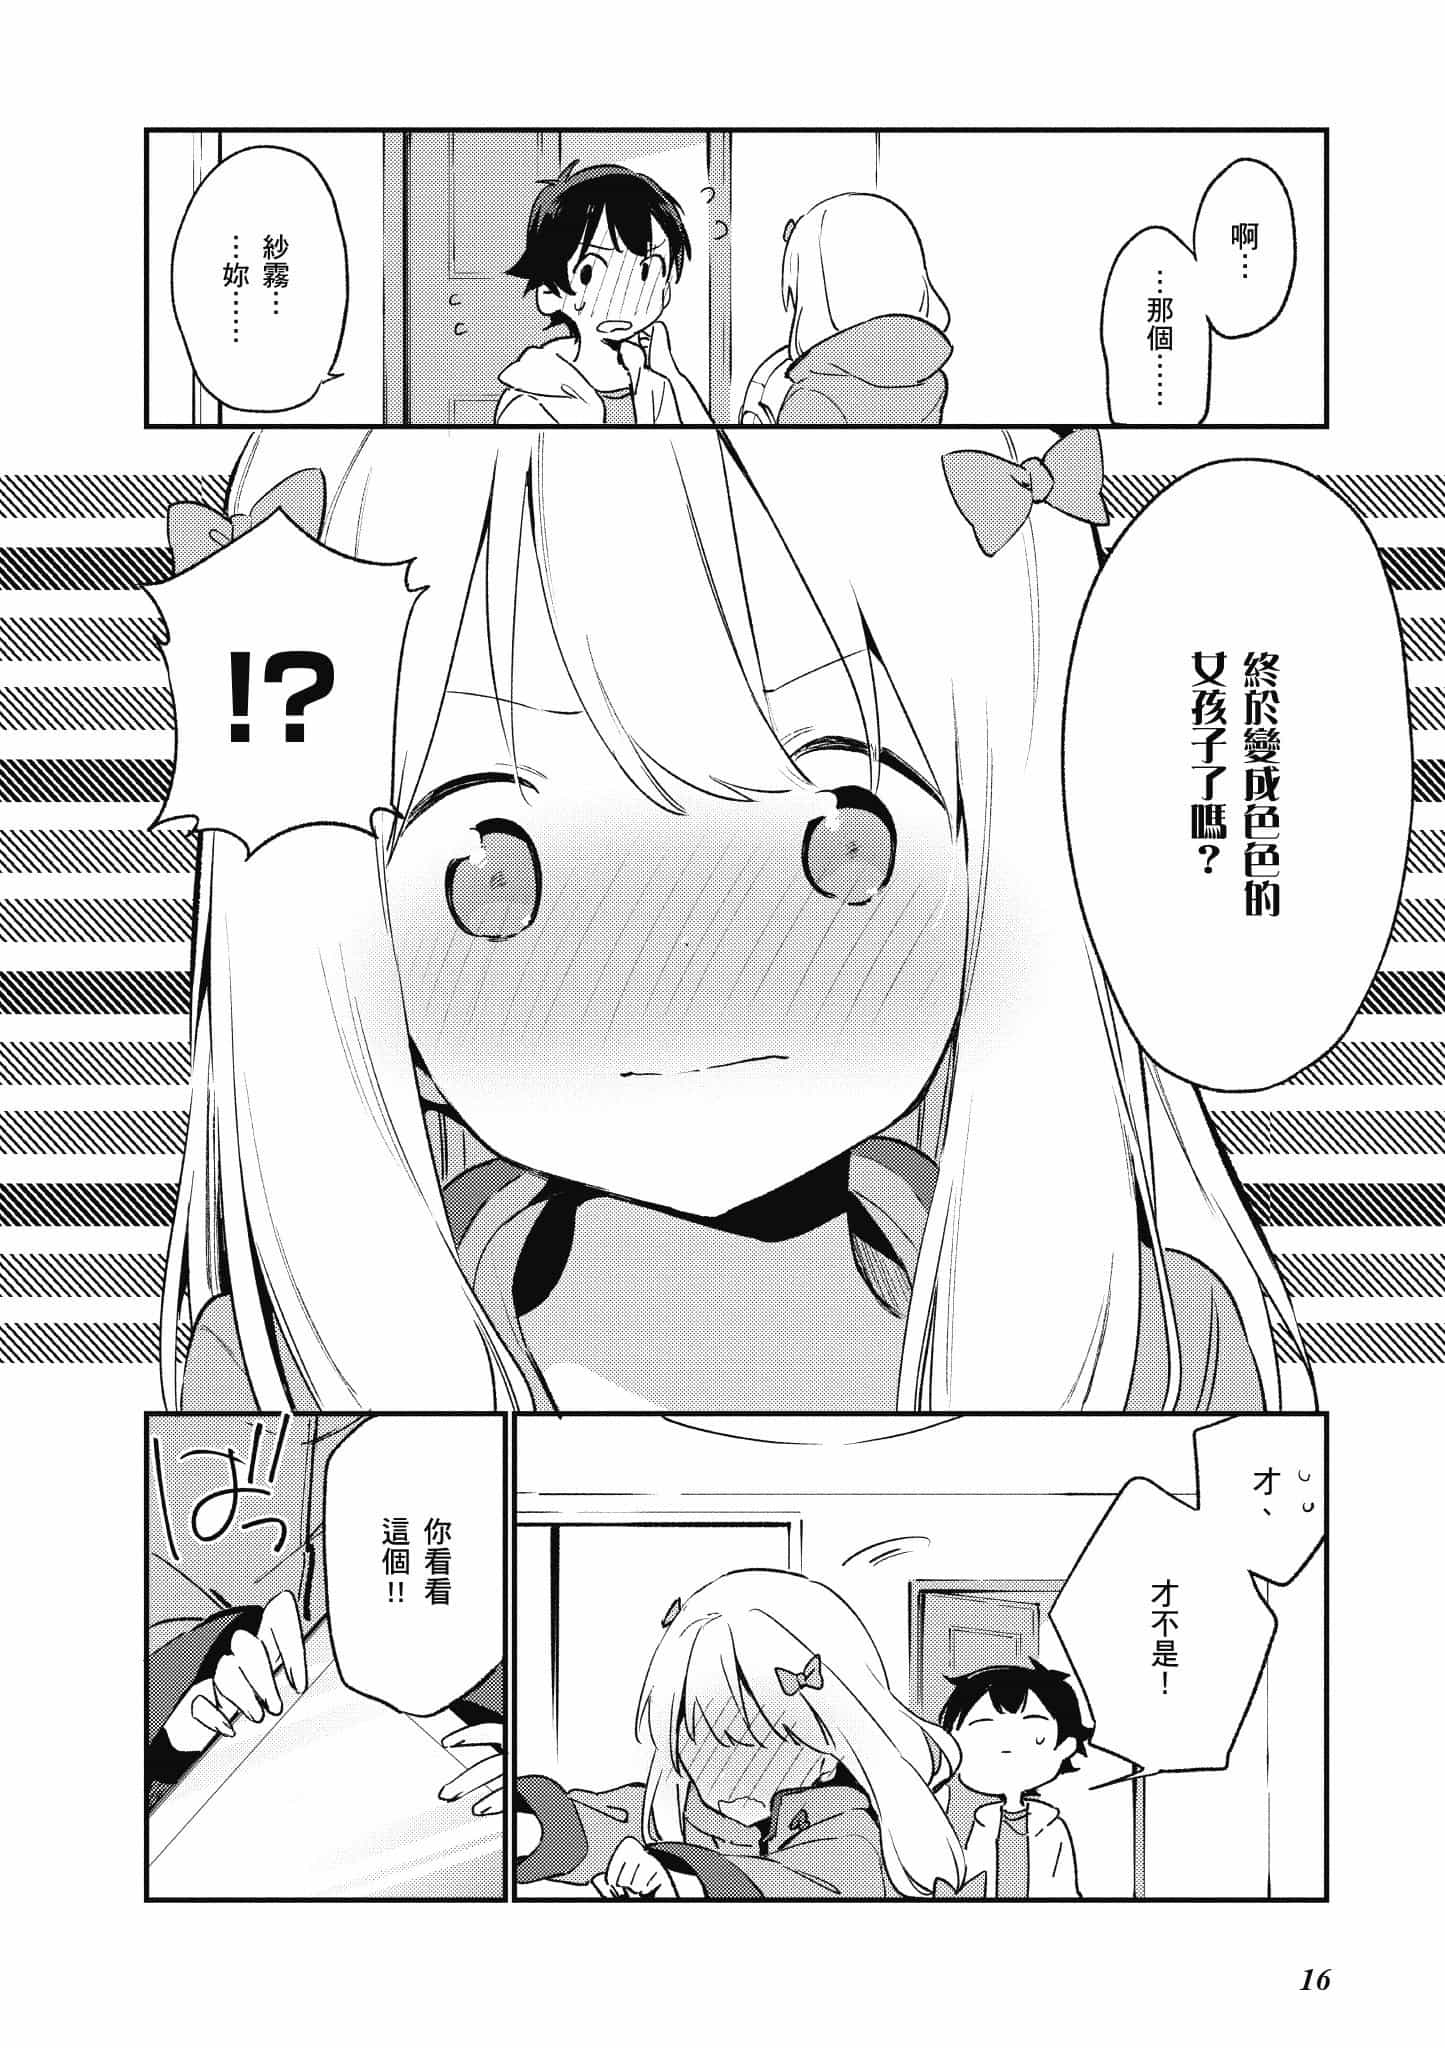 啊…
…那個……
紗霧…
…妳……
終於變成色色的
女孩子了嗎？
!?
才、
才不是！
你看看
這個!!
ばっ
16